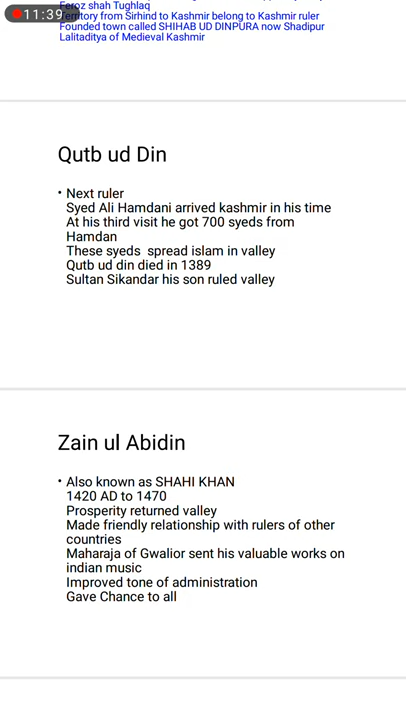 Feroz shah Tughlaq
11:39
Territory from Sirhind to Kashmir belong to Kashmir ruler
Founded town called SHIHAB UD DINPURA now Shadipur
Lalitaditya of Medieval Kashmir
Qutb ud Din
• Next ruler
Syed Ali Hamdani arrived kashmir in his time
At his third visit he got 700 syeds from
Hamdan
These syeds spread islam in valley
Qutb ud din died in 1389
Sultan Sikandar his son ruled valley
Zain ul Abidin
• Also known as SHAHI KHAN
1420 AD to 1470
Prosperity returned valley
Made friendly relationship with rulers of other
countries
Maharaja of Gwalior sent his valuable works on
indian music
Improved tone of administration
Gave Chance to all